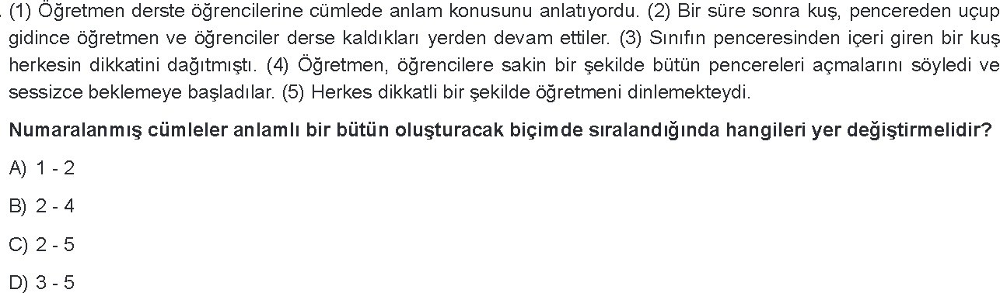 . (1) Öğretmen derste öğrencilerine cümlede anlam konusunu anlatıyordu. (2) Bir süre sonra kuş, pencereden uçup
gidince öğretmen ve öğrenciler derse kaldıkları yerden devam ettiler. (3) Sınıfın penceresinden içeri giren bir kuş
herkesin dikkatini dağıtmıştı. (4) Öğretmen, öğrencilere sakin bir şekilde bütün pencereleri açmalarını söyledi ve
sessizce beklemeye başladılar. (5) Herkes dikkatli bir şekilde öğretmeni dinlemekteydi.
Numaralanmış cümleler anlamlı bir bütün oluşturacak biçimde sıralandığında hangileri yer değiştirmelidir?
A) 1 - 2
B) 2 - 4
C) 2 - 5
D) 3 - 5